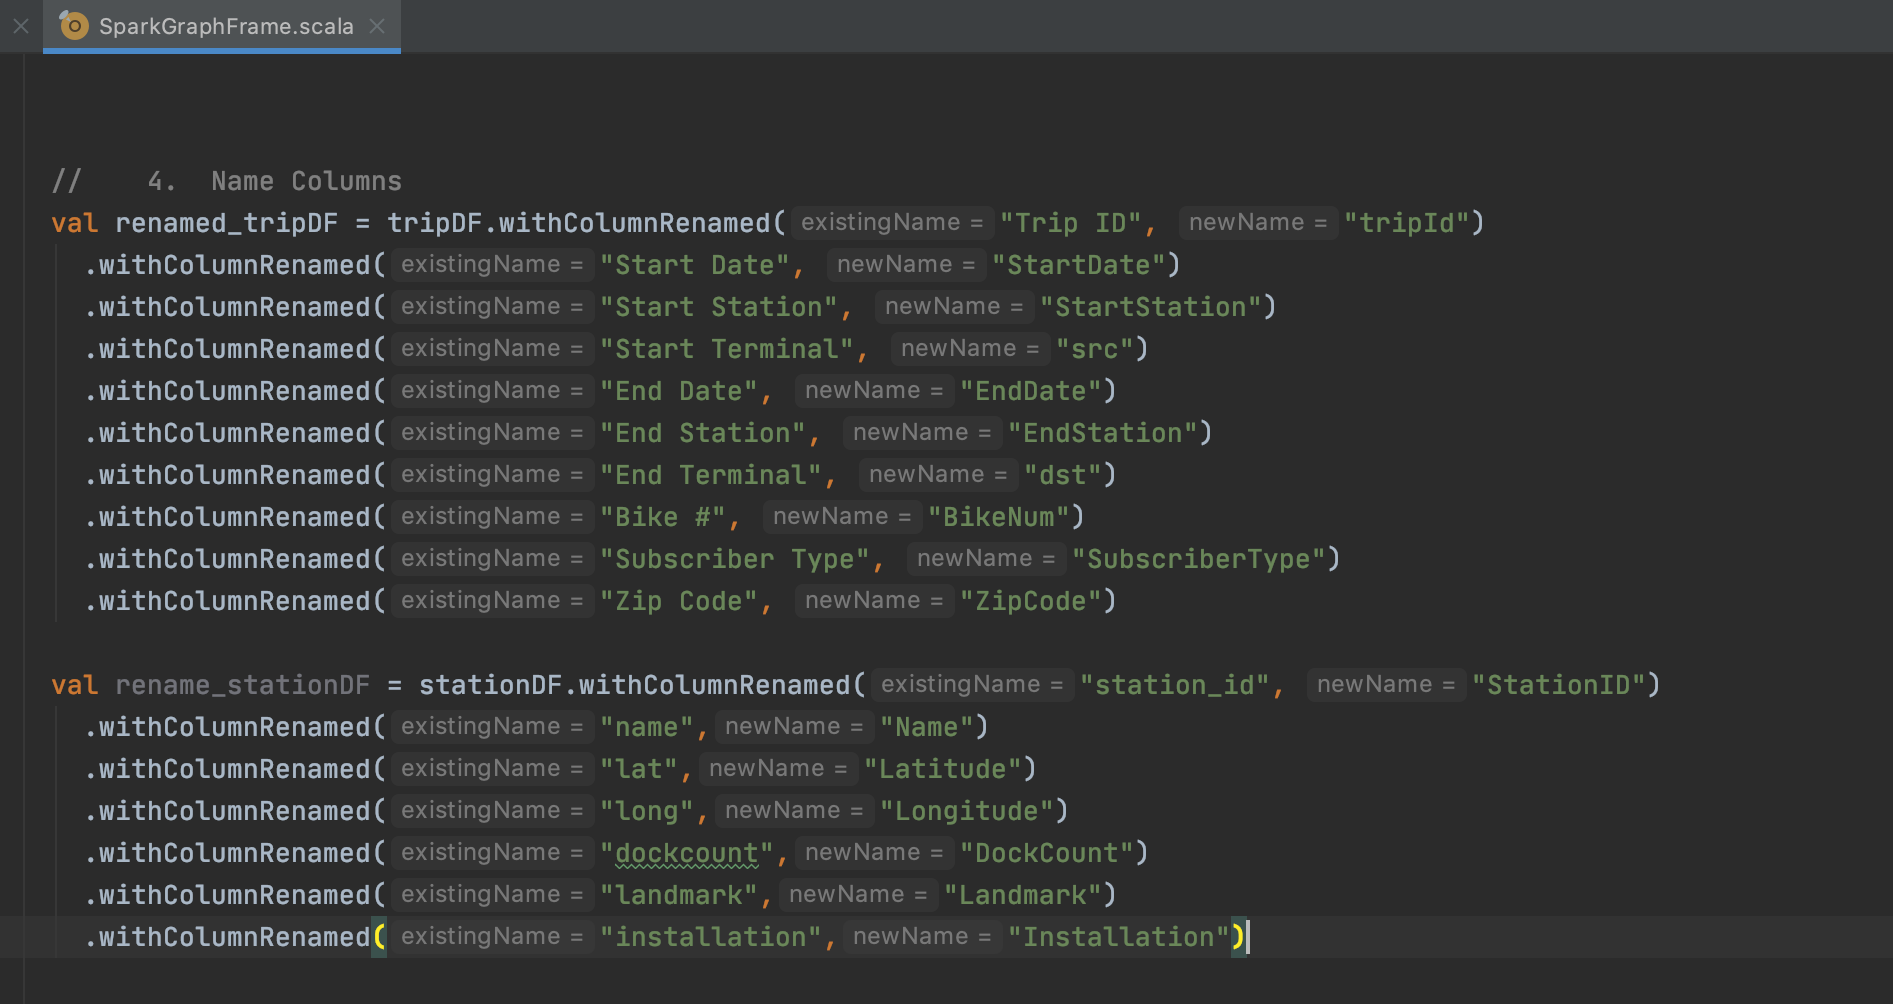 SparkGraphFrame.scala
//    4.  Name Columns
val renamed_tripDF = tripDF.withColumnRenamed( existingName = "Trip ID", newName = "tripId")
.withColumnRenamed( existingName = "Start Date", newName = "StartDate")
.withColumnRenamed( existingName = "Start Station", newName = "StartStation")
.withColumnRenamed( existingName = "Start Terminal", newName = "src")
.withColumnRenamed( existingName = "End Date", newName = "EndDate")
.withColumnRenamed( existingName = "End Station", newName = "EndStation")
.withColumnRenamed( existingName = "End Terminal", newName = "dst")
.withColumnRenamed( existingName = "Bike #", newName = "BikeNum")
.withColumnRenamed( existingName = "Subscriber Type", newName = "SubscriberType")
.withColumnRenamed( existingName = "Zip Code", newName = "ZipCode")
val rename_stationDF = stationDF.withColumnRenamed( existingName = "station_id", newName = "StationID")
.withColumnRenamed( existingName = "name", newName = "Name")
.withColumnRenamed( existingName = "lat", newName = "Latitude")
.withColumnRenamed( existingName = "long", newName = "Longitude")
.withColumnRenamed( existingName = "dockcount", newName = "DockCount")
.withColumnRenamed( existingName = "landmark", newName = "Landmark")
.withColumnRenamed( existingName = "installation", newName = "Installation")